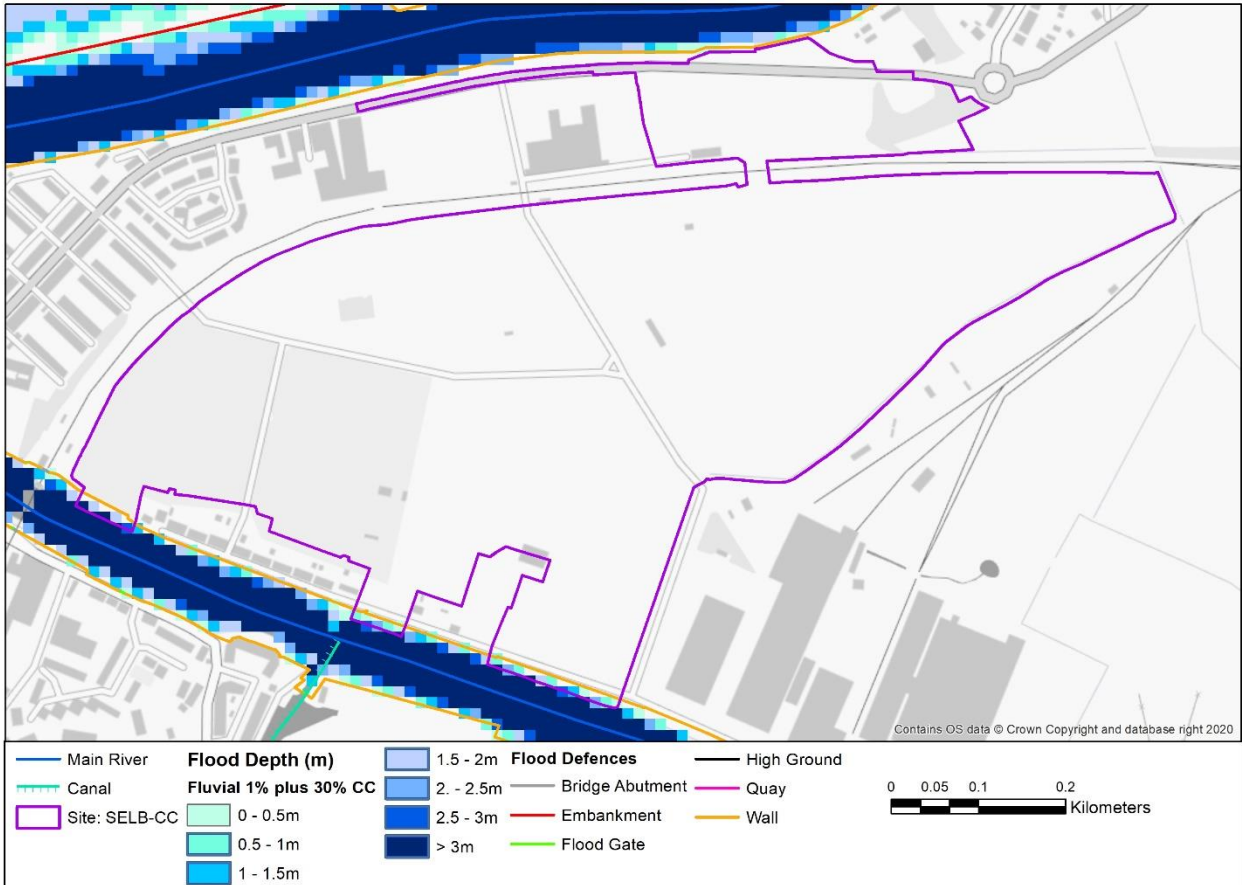 Contains OS data © Crown Copyright and database right 2020
Main River
Canal
Site: SELB-CC
Flood Depth (m)
Fluvial 1% plus 30% CC
0 - 0.5m
0.5 - 1m
1 - 1.5m
1.5 - 2m
2. - 2.5m
2.5 - 3m
> 3m
Flood Defences
Bridge Abutment
Embankment
Flood Gate
High Ground
Quay
Wall
0 0.05 0.1 0.2
Kilometers